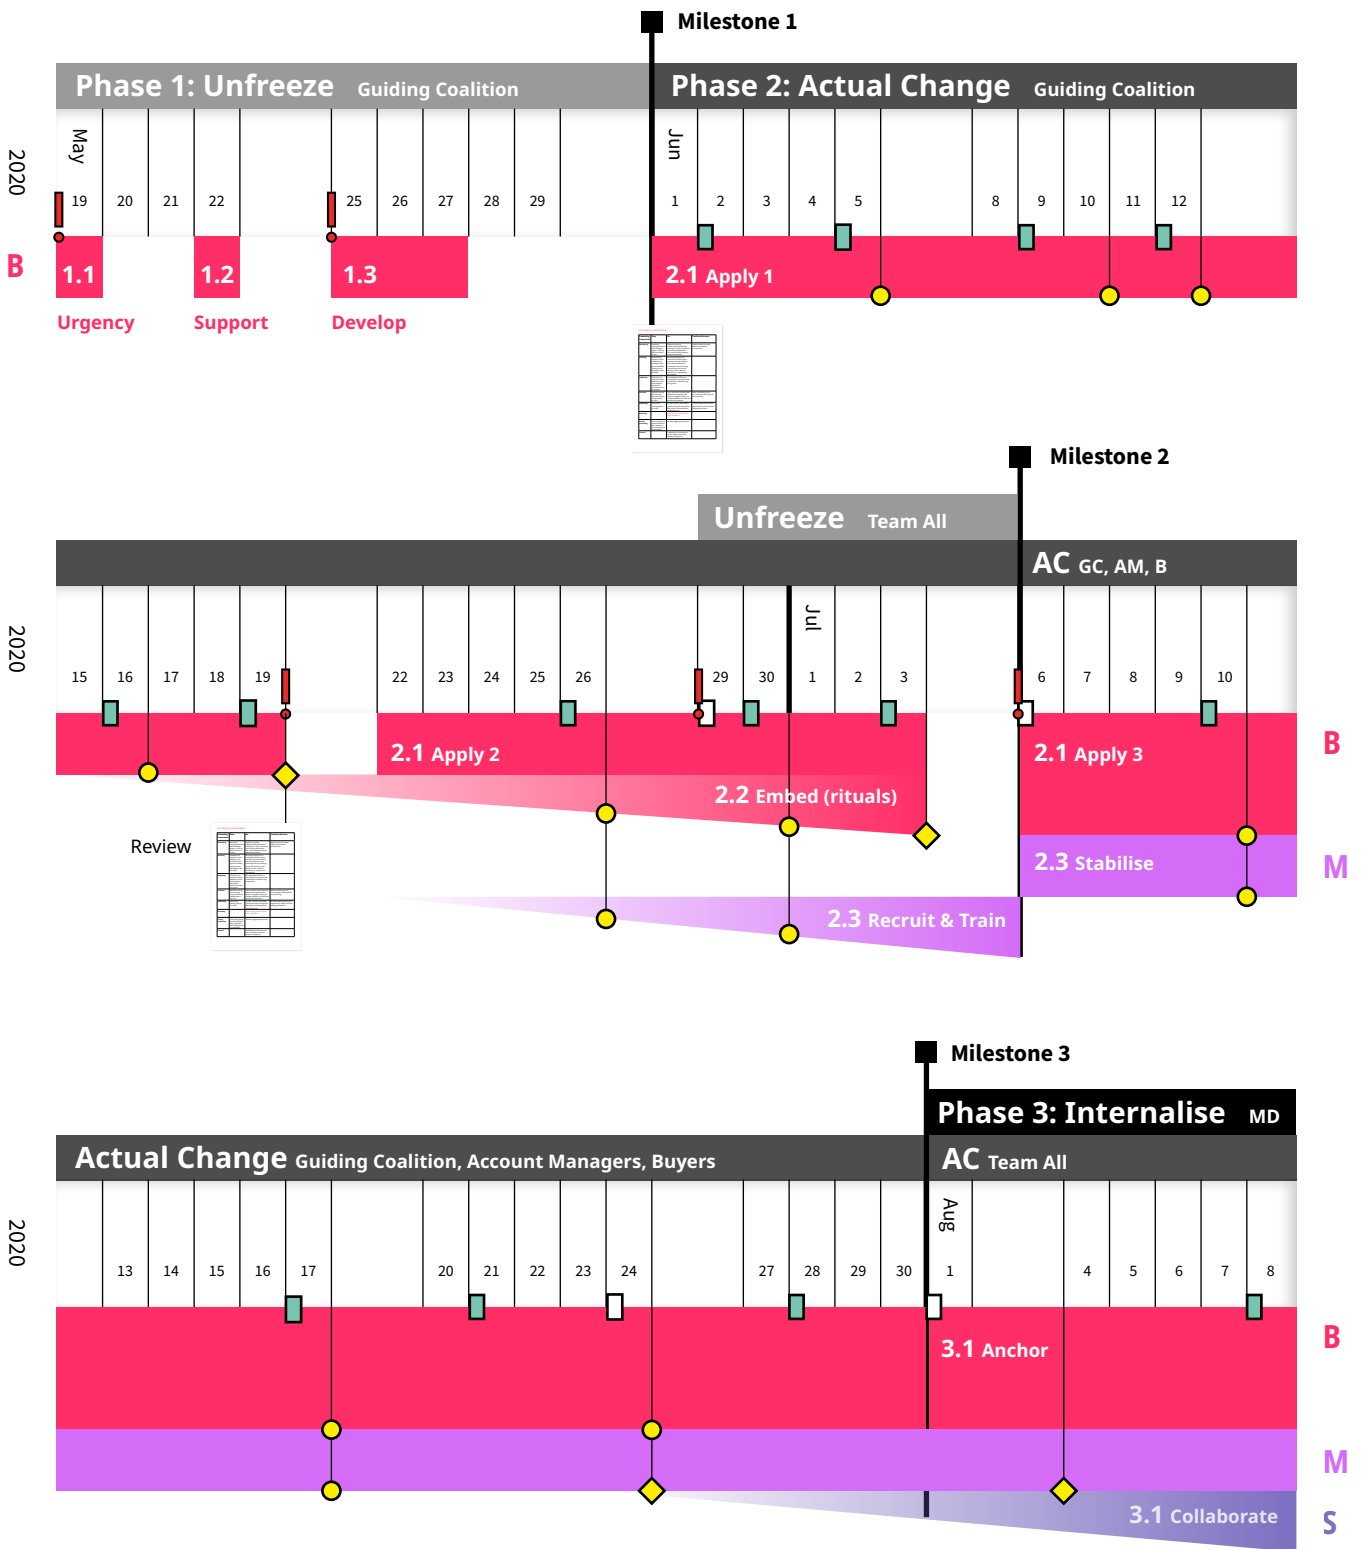 Milestone 1
Phase 1: Unfreeze Guiding Coalition
Phase 2: Actual Change Guiding Coalition
2020
May
Jun
19 20 21 22 25 26 27 28 29 1 2 3 4 5 8 9 10 11 12
B
1.1 1.2 1.3 2.1 Apply 1
Urgency Support Develop
Milestone 2
Unfreeze Team All
AC GC, AM, B
2020
Jul
15 16 17 18 19 22 23 24 25 26 29 30 1 2 3 6 7 8 9 10
2.1 Apply 2 2.1 Apply 3
B
2.2 Embed (rituals)
Review
2.3 Stabilise
M
2.3 Recruit & Train
Milestone 3
Phase 3: Internalise MD
Actual Change Guiding Coalition, Account Managers, Buyers
AC Team All
2020
Aug
13 14 15 16 17 20 21 22 23 24 27 28 29 30 1 4 5 6 7 8
3.1 Anchor
B
M
3.1 Collaborate
S